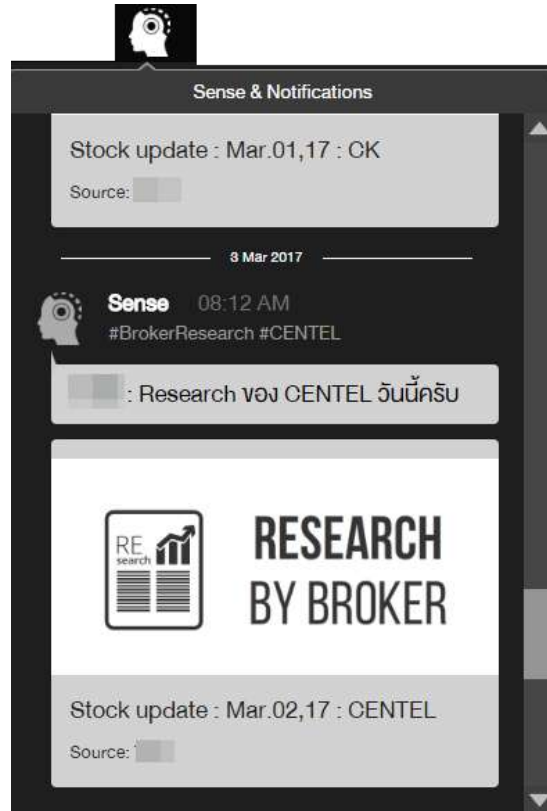 Sense & Notifications
Stock update : Mar.01,17 : CK
Source:
3 Mar 2017
Sense 08:12 AM
#BrokerResearch #CENTEL
: Research ของ CENTEL วันนี้ครับ
RE
search
RESEARCH
BY BROKER
Stock update : Mar.02,17 : CENTEL
Source: